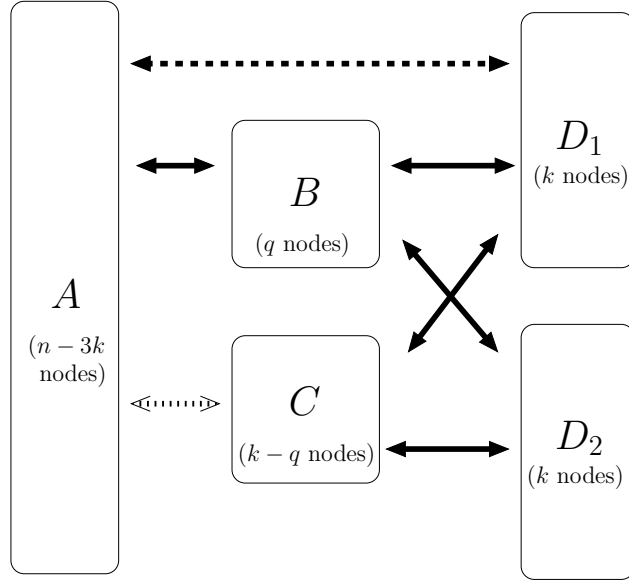 A
(n − 3k
nodes)
B
(q nodes)
C
(k − q nodes)
D₁
(k nodes)
D₂
(k nodes)